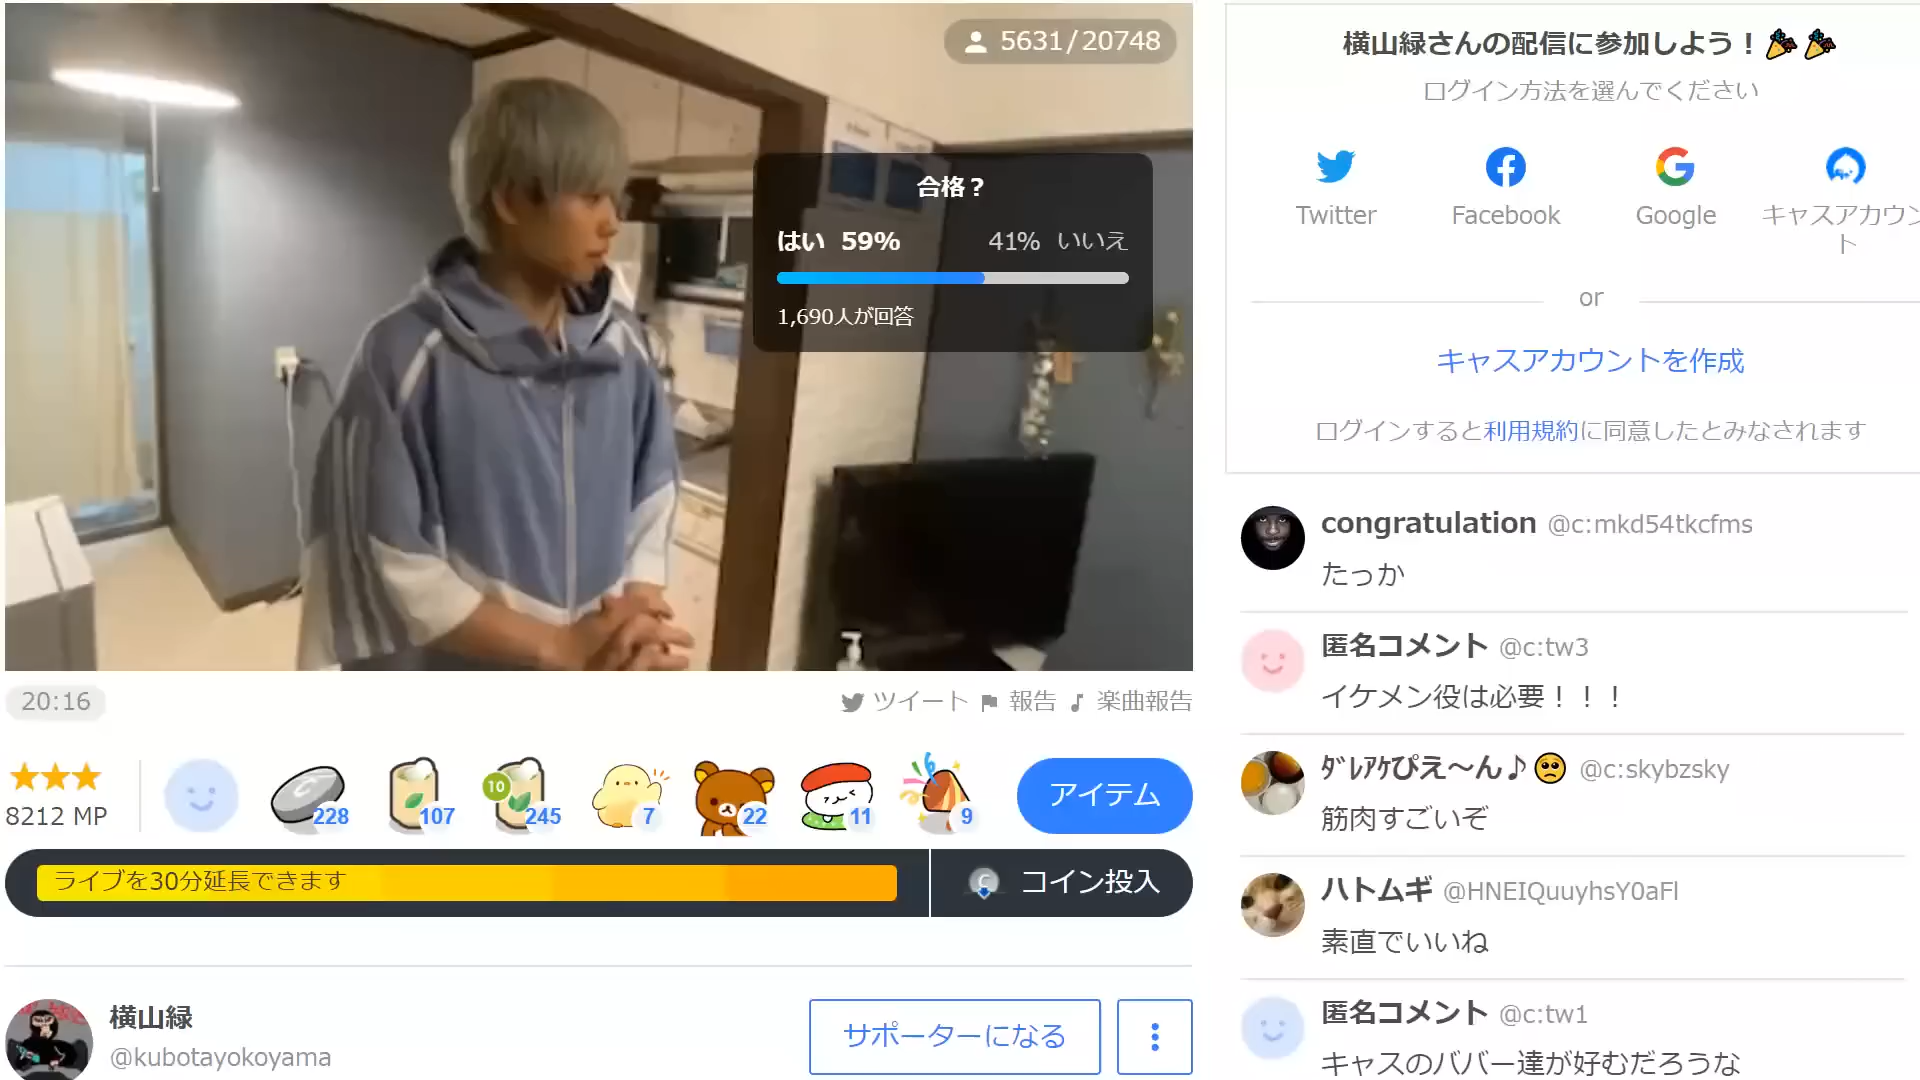 5631/20748
合格？
はい 59% 41% いいえ
1,690人が回答
20:16
ツイート 報告 楽曲報告
8212 MP
228
107
10
245
7
22
11
9
アイテム
ライブを30分延長できます
C コイン投入
横山緑
@kubotayokoyama
サポーターになる
横山緑さんの配信に参加しよう！
ログイン方法を選んでください
Twitter
Facebook
Google
キャスアカウン
ト
or
キャスアカウントを作成
ログインすると利用規約に同意したとみなされます
congratulation @c:mkd54tkcfms
たっか
匿名コメント @c:tw3
イケメン役は必要！！！
ﾀﾞﾚｱｹぴえ〜ん♪🥺 @c:skybzsky
筋肉すごいぞ
ハトムギ @HNEIQuuyhsY0aFl
素直でいいね
匿名コメント @c:tw1
キャスのババー達が好むだろうな